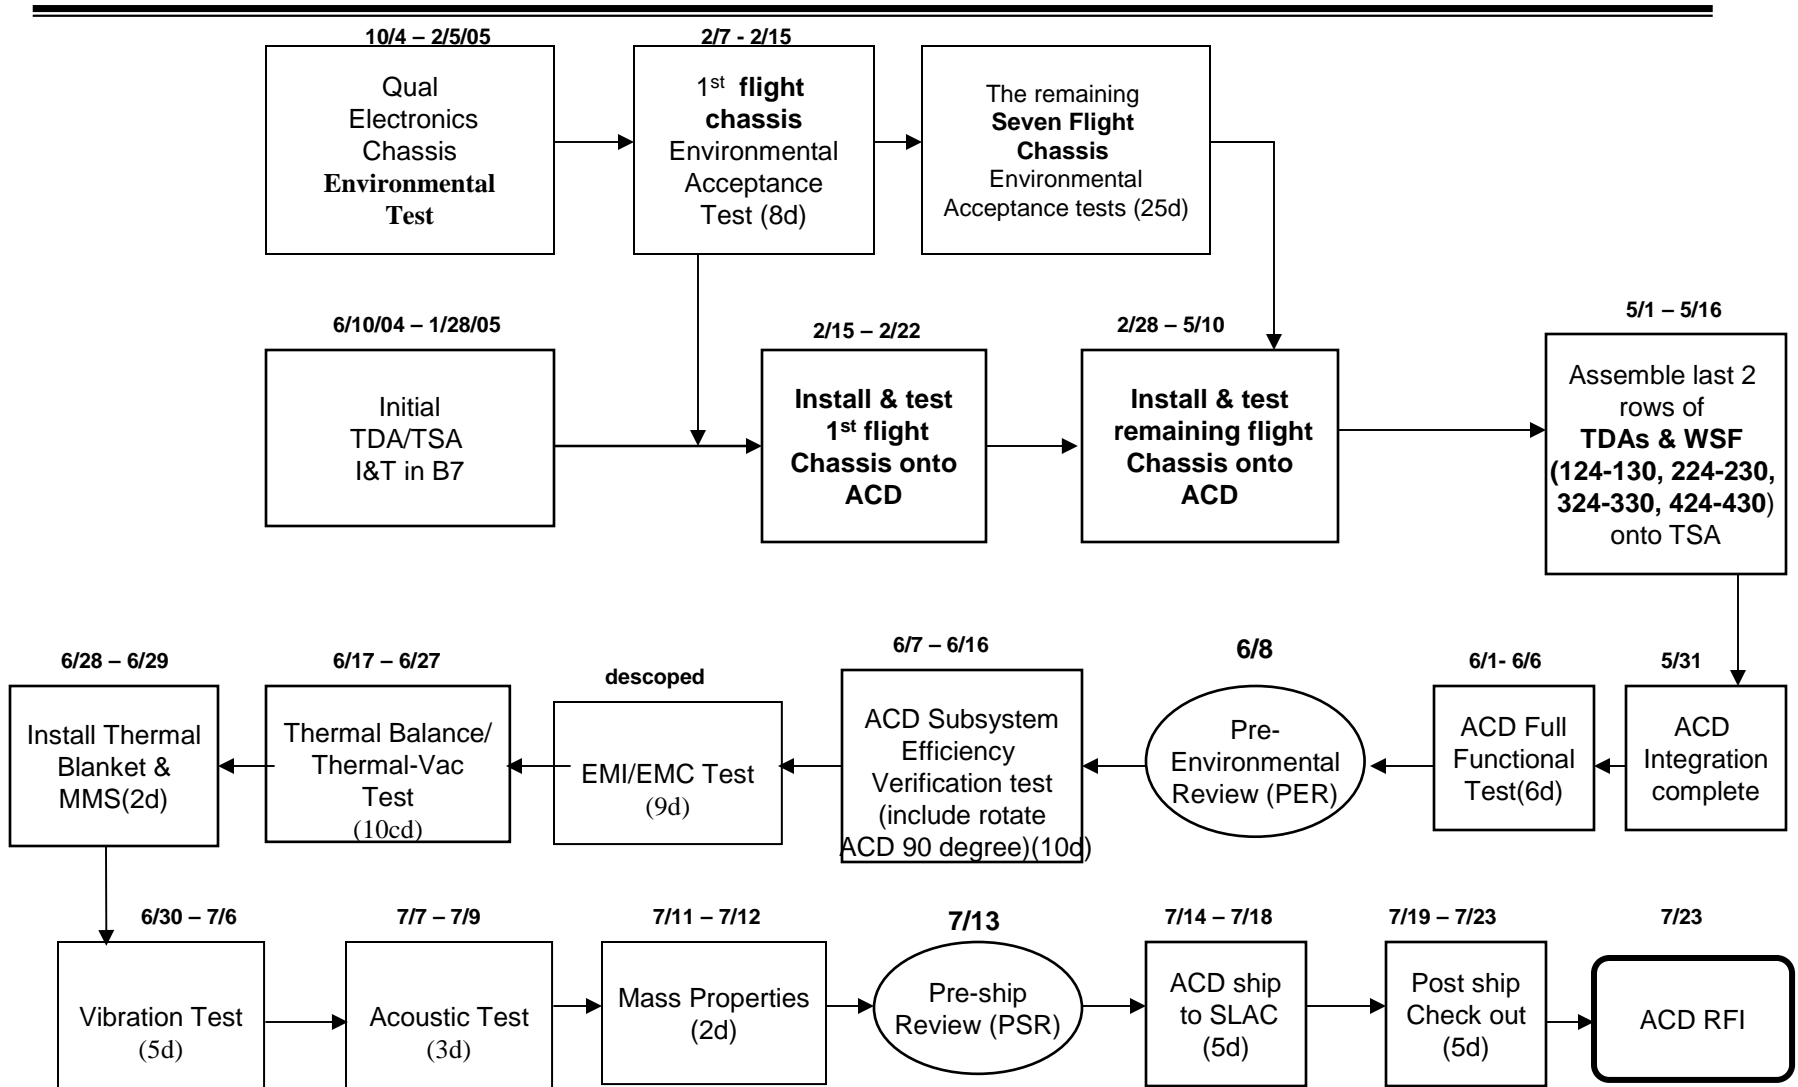 10/4 – 2/5/05
Qual
Electronics
Chassis
Environmental
Test
2/7 - 2/15
1st flight
chassis
Environmental
Acceptance
Test (8d)
The remaining
Seven Flight
Chassis
Environmental
Acceptance tests (25d)
6/10/04 – 1/28/05
Initial
TDA/TSA
I&T in B7
2/15 – 2/22
Install & test
1st flight
Chassis onto
ACD
2/28 – 5/10
Install & test
remaining flight
Chassis onto
ACD
5/1 – 5/16
Assemble last 2
rows of
TDAs & WSF
(124-130, 224-230,
324-330, 424-430)
onto TSA
5/31
ACD
Integration
complete
6/1- 6/6
ACD Full
Functional
Test(6d)
6/8
Pre-
Environmental
Review (PER)
6/7 – 6/16
ACD Subsystem
Efficiency
Verification test
(include rotate
ACD 90 degree)(10d)
descoped
EMI/EMC Test
(9d)
6/17 – 6/27
Thermal Balance/
Thermal-Vac
Test
(10cd)
6/28 – 6/29
Install Thermal
Blanket &
MMS(2d)
6/30 – 7/6
Vibration Test
(5d)
7/7 – 7/9
Acoustic Test
(3d)
7/11 – 7/12
Mass Properties
(2d)
7/13
Pre-ship
Review (PSR)
7/14 – 7/18
ACD ship
to SLAC
(5d)
7/19 – 7/23
Post ship
Check out
(5d)
7/23
ACD RFI